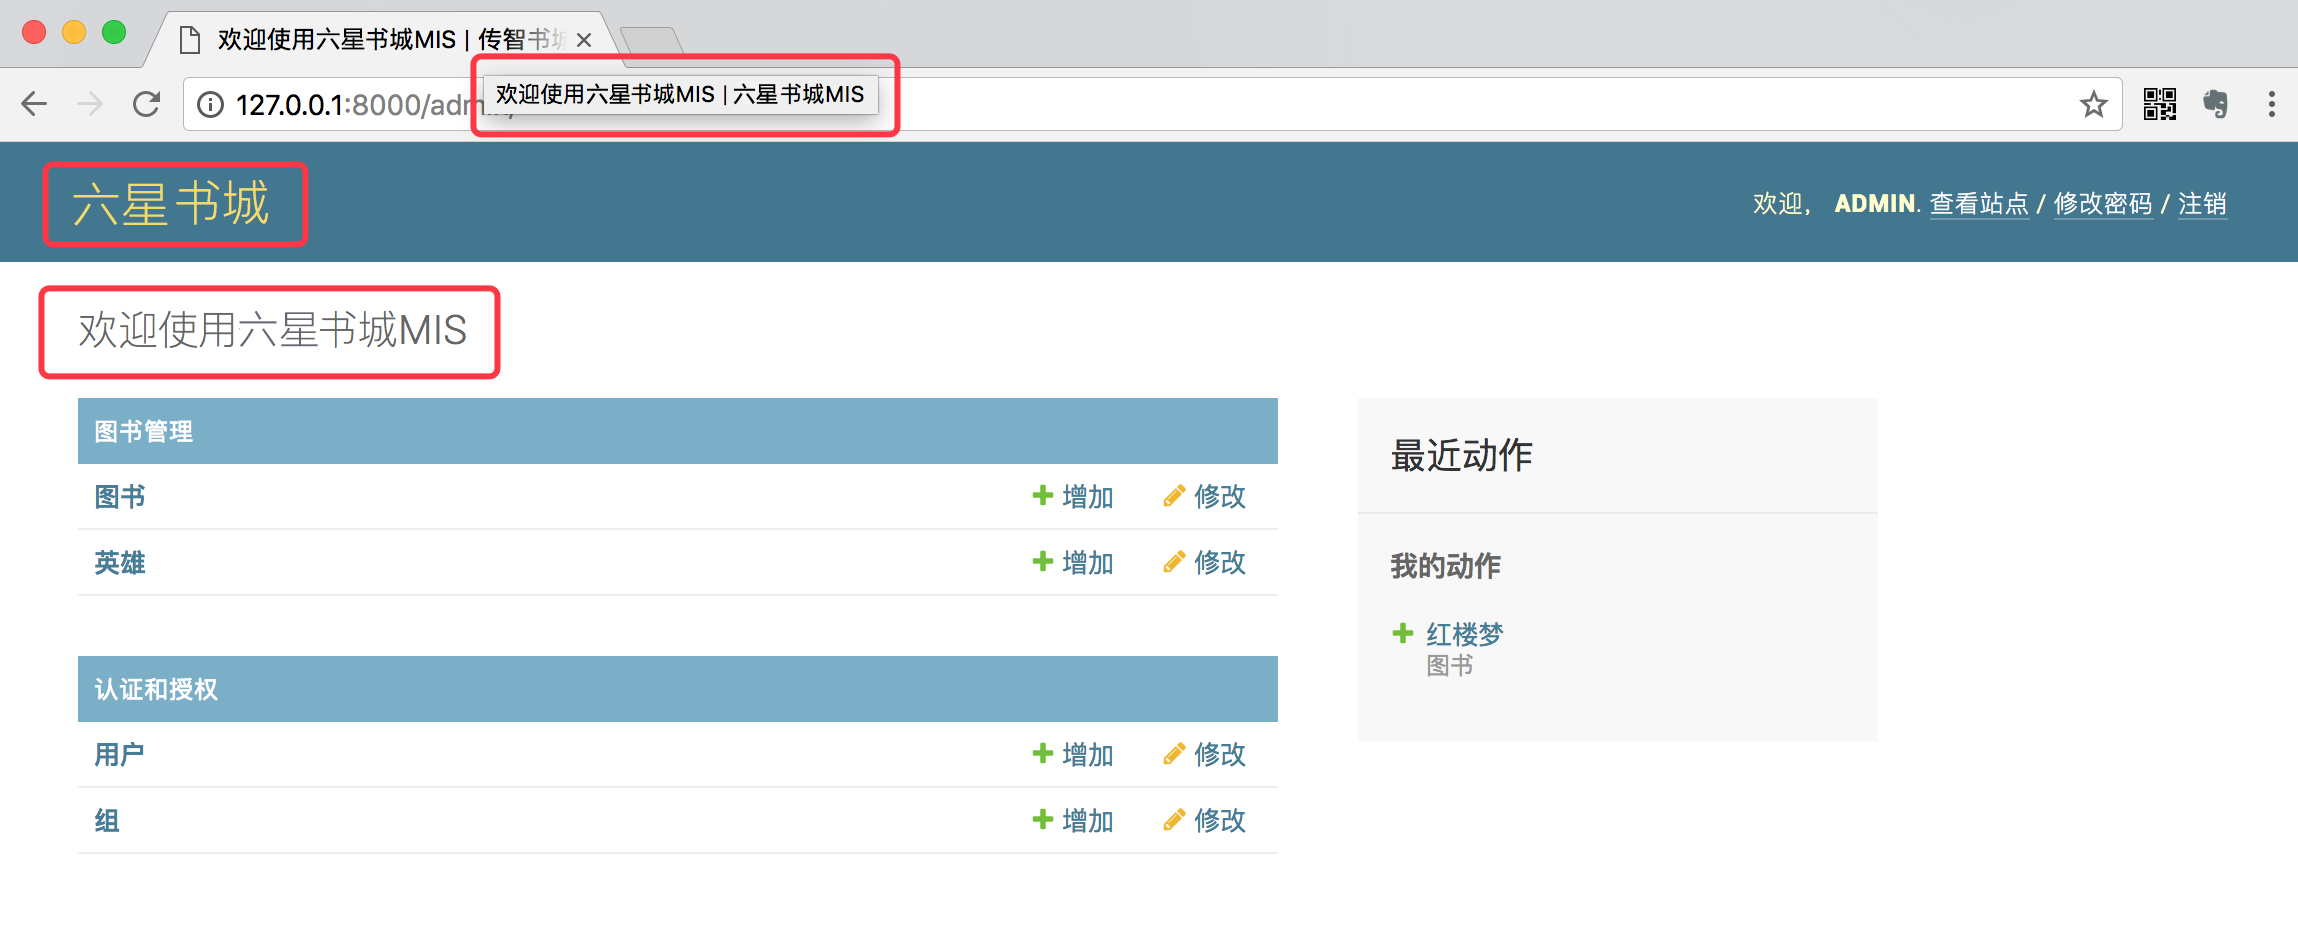 欢迎使用六星书城MIS | 传智书城
欢迎使用六星书城MIS | 六星书城MIS
127.0.0.1:8000/admin/
六星书城
欢迎， ADMIN. 查看站点 / 修改密码 / 注销
欢迎使用六星书城MIS
图书管理
图书 增加 修改
英雄 增加 修改
认证和授权
用户 增加 修改
组 增加 修改
最近动作
我的动作
红楼梦
图书